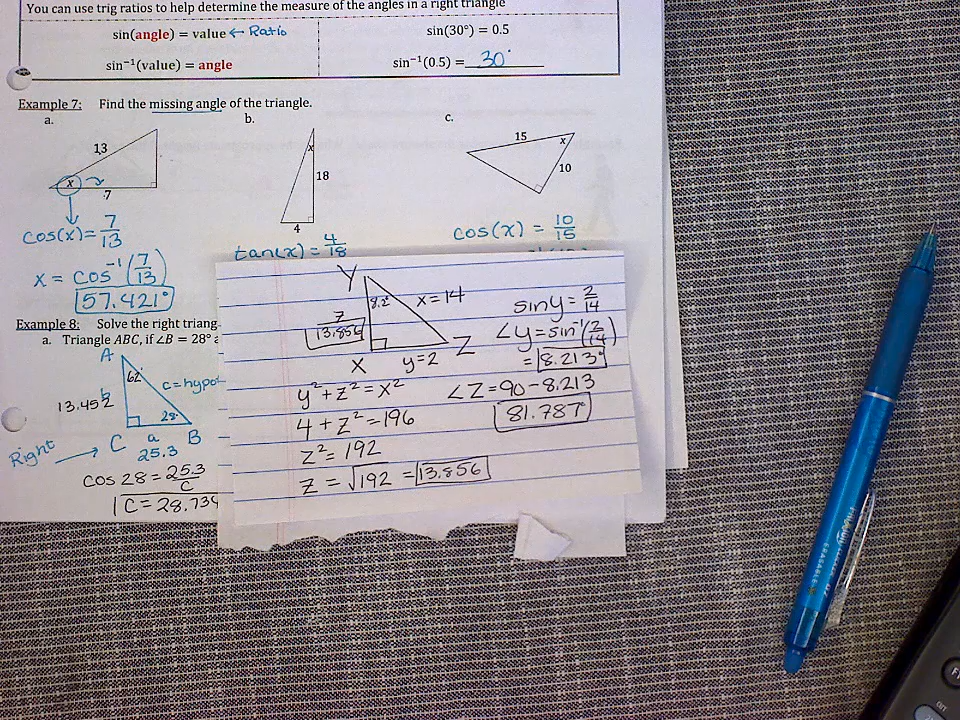 You can use trig ratios to help determine the measure of the angles in a right triangle
sin(angle) = value ← Ratio
sin(30°) = 0.5
sin⁻¹(value) = angle
sin⁻¹(0.5) = 30°
Example 7: Find the missing angle of the triangle.
a.
b.
c.
13
x
7
x
18
4
15
x
10
cos(x) = 7/13
tan(x) = 4/18
cos(x) = 10/15
x = cos⁻¹(7/13)
57.421°
Example 8: Solve the right
a. Triangle ABC, if ∠B = 28°
A
62°
13.452
b
c=hypot
28°
Right → C
a
B
25.3
cos 28 = 25.3/c
C = 28.734
Y
8.2°
x = 14
z
13.856
X
y=2
Z
sin y = 2/14
∠y = sin⁻¹(2/14)
= 8.213°
y² + z² = x²
∠Z = 90 − 8.213
4 + z² = 196
81.787°
z² = 192
z = √192 = 13.856
ERASABLE